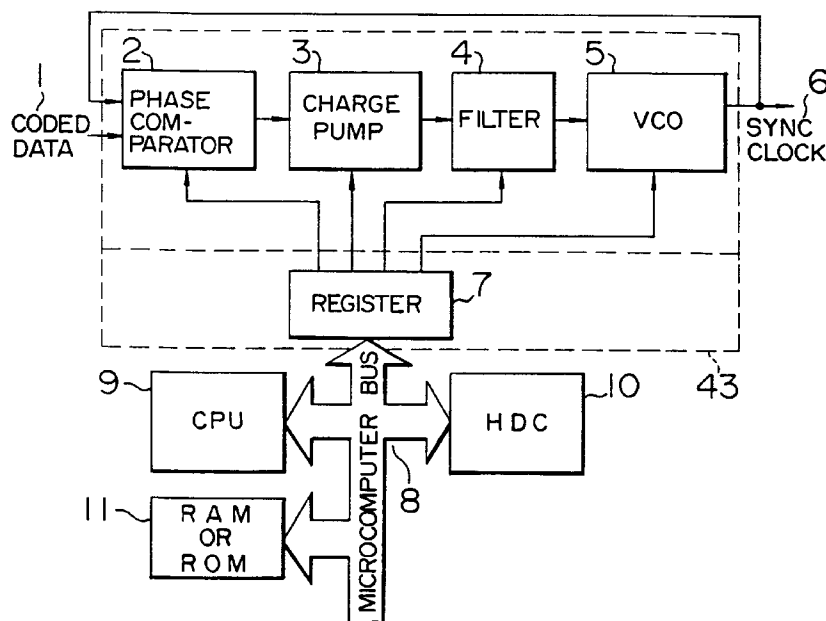 1
CODED
DATA
2
PHASE
COM-
PARATOR
3
CHARGE
PUMP
4
FILTER
5
VCO
6
SYNC
CLOCK
REGISTER
7
43
9
CPU
MICROCOMPUTER BUS
8
10
HDC
11
RAM
OR
ROM